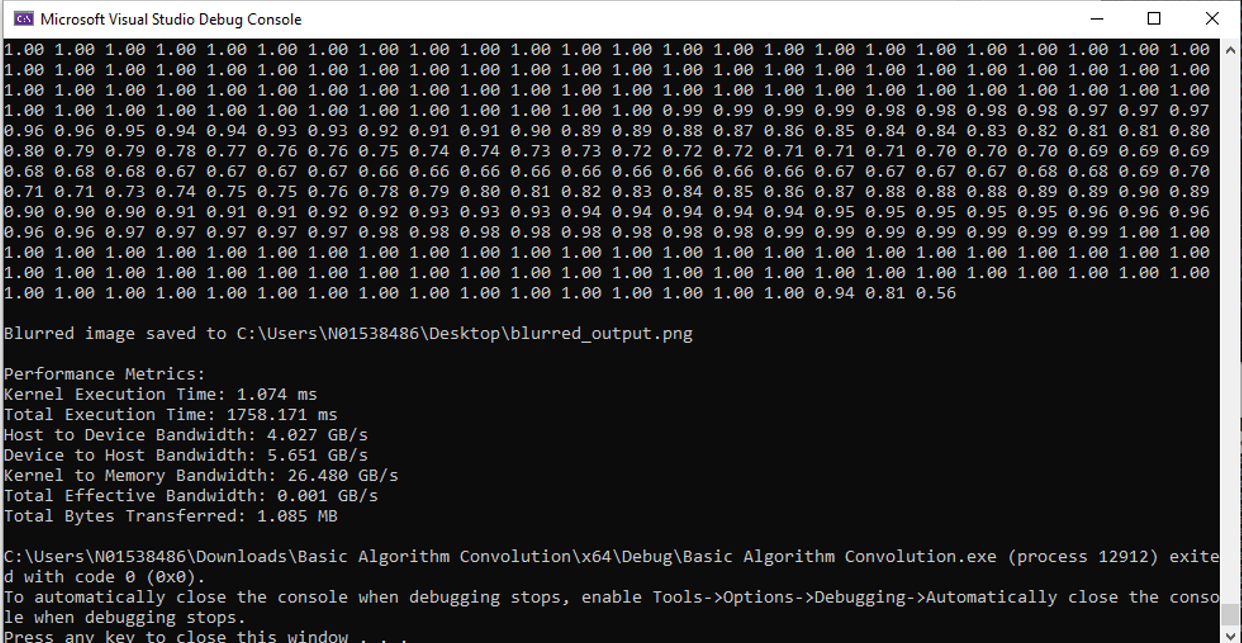 Microsoft Visual Studio Debug Console
1.00 1.00 1.00 1.00 1.00 1.00 1.00 1.00 1.00 1.00 1.00 1.00 1.00 1.00 1.00 1.00 1.00 1.00 1.00 1.00 1.00 1.00 1.00 1.00
1.00 1.00 1.00 1.00 1.00 1.00 1.00 1.00 1.00 1.00 1.00 1.00 1.00 1.00 1.00 1.00 1.00 1.00 1.00 1.00 1.00 1.00 1.00 1.00
1.00 1.00 1.00 1.00 1.00 1.00 1.00 1.00 1.00 1.00 1.00 1.00 1.00 1.00 1.00 1.00 1.00 1.00 1.00 1.00 1.00 1.00 1.00 1.00
1.00 1.00 1.00 1.00 1.00 1.00 1.00 1.00 1.00 1.00 1.00 1.00 1.00 0.99 0.99 0.99 0.99 0.98 0.98 0.98 0.98 0.97 0.97 0.97
0.96 0.96 0.95 0.94 0.94 0.93 0.93 0.92 0.91 0.91 0.90 0.89 0.89 0.88 0.87 0.86 0.85 0.84 0.84 0.83 0.82 0.81 0.81 0.80
0.80 0.79 0.79 0.78 0.77 0.76 0.76 0.75 0.74 0.74 0.73 0.73 0.72 0.72 0.72 0.71 0.71 0.71 0.70 0.70 0.70 0.69 0.69 0.69
0.68 0.68 0.68 0.67 0.67 0.67 0.67 0.66 0.66 0.66 0.66 0.66 0.66 0.66 0.66 0.66 0.67 0.67 0.67 0.67 0.68 0.68 0.69 0.70
0.71 0.71 0.73 0.74 0.75 0.75 0.76 0.78 0.79 0.80 0.81 0.82 0.83 0.84 0.85 0.86 0.87 0.88 0.88 0.88 0.89 0.89 0.90 0.89
0.90 0.90 0.90 0.91 0.91 0.91 0.92 0.92 0.93 0.93 0.93 0.94 0.94 0.94 0.94 0.94 0.95 0.95 0.95 0.95 0.95 0.96 0.96 0.96
0.96 0.96 0.97 0.97 0.97 0.97 0.97 0.98 0.98 0.98 0.98 0.98 0.98 0.98 0.98 0.99 0.99 0.99 0.99 0.99 0.99 0.99 1.00 1.00
1.00 1.00 1.00 1.00 1.00 1.00 1.00 1.00 1.00 1.00 1.00 1.00 1.00 1.00 1.00 1.00 1.00 1.00 1.00 1.00 1.00 1.00 1.00 1.00
1.00 1.00 1.00 1.00 1.00 1.00 1.00 1.00 1.00 1.00 1.00 1.00 1.00 1.00 1.00 1.00 1.00 1.00 1.00 1.00 1.00 1.00 1.00 1.00
1.00 1.00 1.00 1.00 1.00 1.00 1.00 1.00 1.00 1.00 1.00 1.00 1.00 1.00 1.00 1.00 0.94 0.81 0.56
Blurred image saved to C:\Users\N01538486\Desktop\blurred_output.png
Performance Metrics:
Kernel Execution Time: 1.074 ms
Total Execution Time: 1758.171 ms
Host to Device Bandwidth: 4.027 GB/s
Device to Host Bandwidth: 5.651 GB/s
Kernel to Memory Bandwidth: 26.480 GB/s
Total Effective Bandwidth: 0.001 GB/s
Total Bytes Transferred: 1.085 MB
C:\Users\N01538486\Downloads\Basic Algorithm Convolution\x64\Debug\Basic Algorithm Convolution.exe (process 12912) exite
d with code 0 (0x0).
To automatically close the console when debugging stops, enable Tools->Options->Debugging->Automatically close the conso
le when debugging stops.
Press any key to close this window . . .